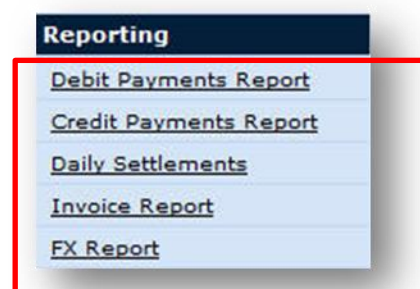 Reporting
Debit Payments Report
Credit Payments Report
Daily Settlements
Invoice Report
FX Report